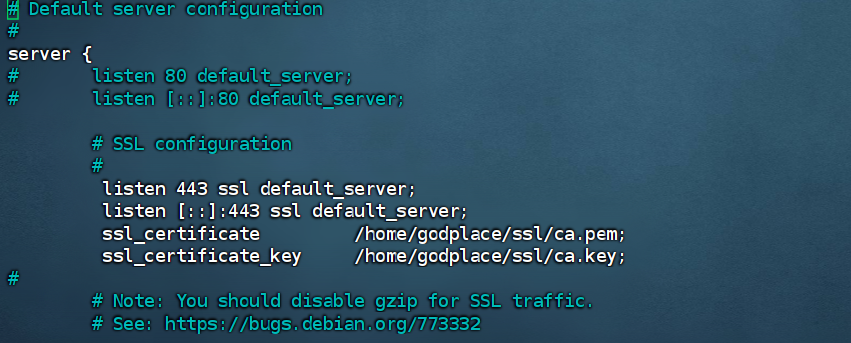 # Default server configuration
#
server {
#       listen 80 default_server;
#       listen [::]:80 default_server;
        # SSL configuration
        #
         listen 443 ssl default_server;
         listen [::]:443 ssl default_server;
         ssl_certificate         /home/godplace/ssl/ca.pem;
         ssl_certificate_key     /home/godplace/ssl/ca.key;
#
        # Note: You should disable gzip for SSL traffic.
        # See: https://bugs.debian.org/773332